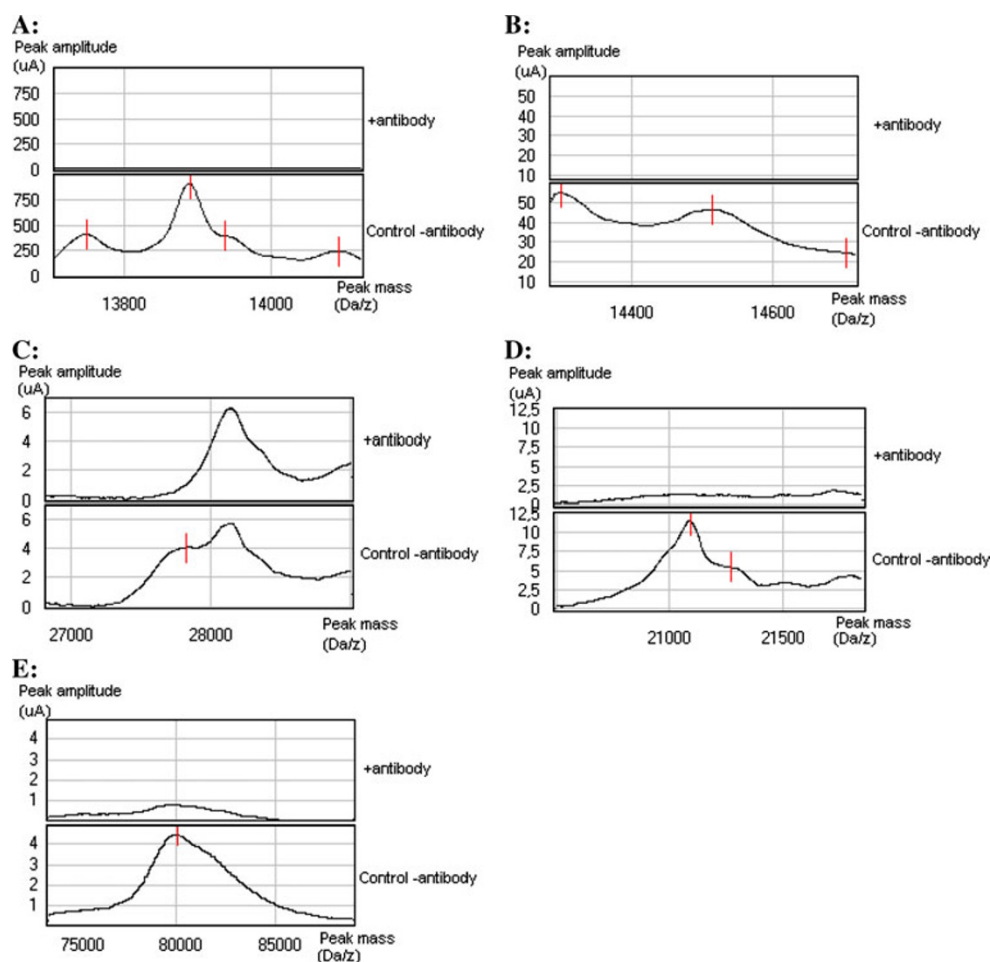 A:
Peak amplitude
(uA)
750
500
250
0
+antibody
750
500
250
0
Control -antibody
13800 14000
Peak mass
(Da/z)
B:
Peak amplitude
(uA)
50
40
30
20
10
+antibody
50
40
30
20
10
Control -antibody
14400 14600
Peak mass
(Da/z)
C:
Peak amplitude
(uA)
6
4
2
0
+antibody
6
4
2
0
Control -antibody
27000 28000
Peak mass
(Da/z)
D:
Peak amplitude
(uA)
12,5
10
7,5
5
2,5
0
+antibody
12,5
10
7,5
5
2,5
0
Control -antibody
21000 21500
Peak mass
(Da/z)
E:
Peak amplitude
(uA)
4
3
2
1
+antibody
4
3
2
1
Control -antibody
75000 80000 85000
Peak mass
(Da/z)